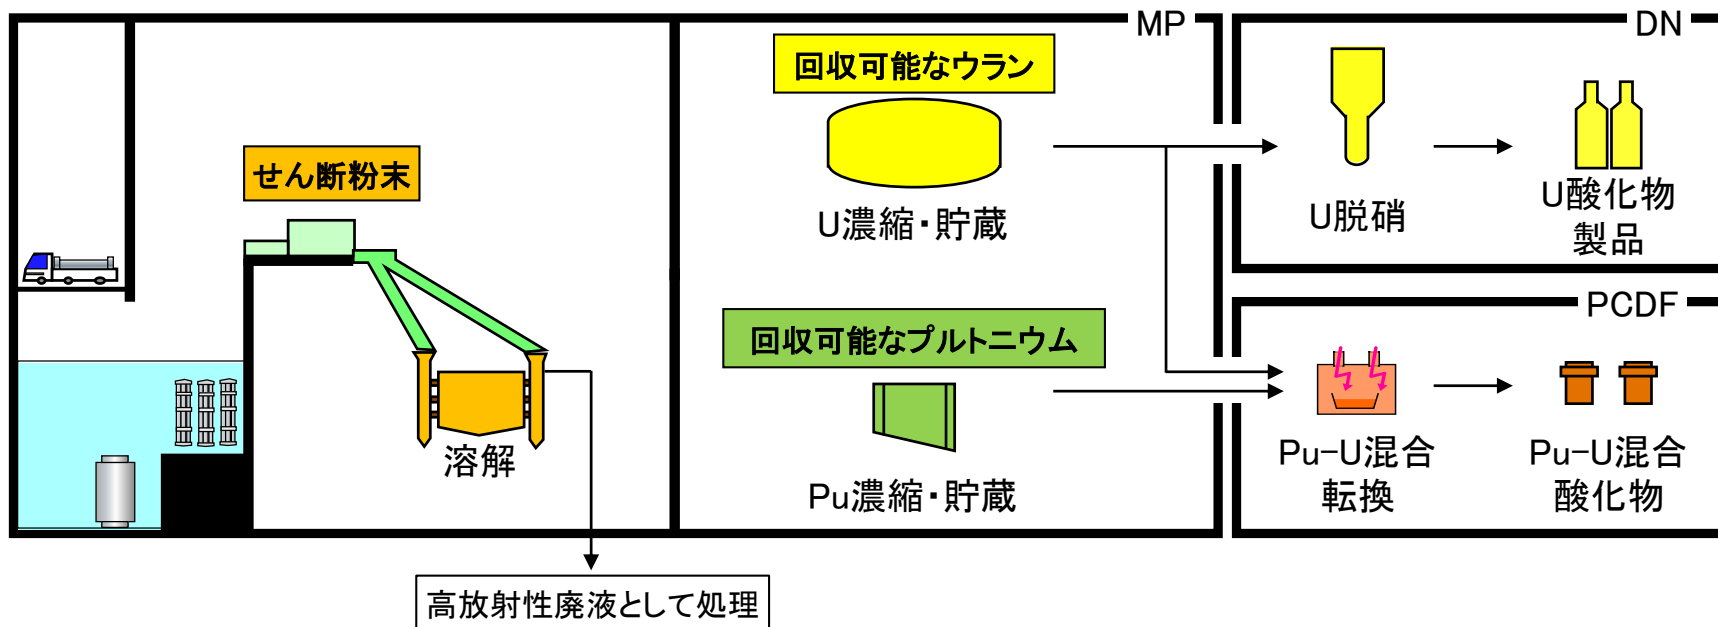 MP
DN
回収可能なウラン
せん断粉末
U濃縮・貯蔵
U脱硝
U酸化物
製品
PCDF
回収可能なプルトニウム
溶解
Pu濃縮・貯蔵
Pu-U混合
転換
Pu-U混合
酸化物
高放射性廃液として処理